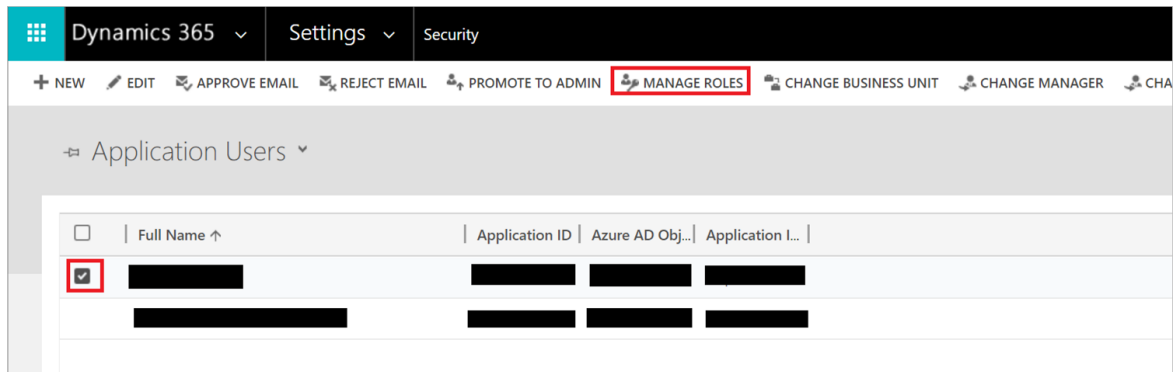 Dynamics 365 Settings Security
NEW EDIT APPROVE EMAIL REJECT EMAIL PROMOTE TO ADMIN MANAGE ROLES CHANGE BUSINESS UNIT CHANGE MANAGER CHA
Application Users
Full Name Application ID Azure AD Obj... Application I...